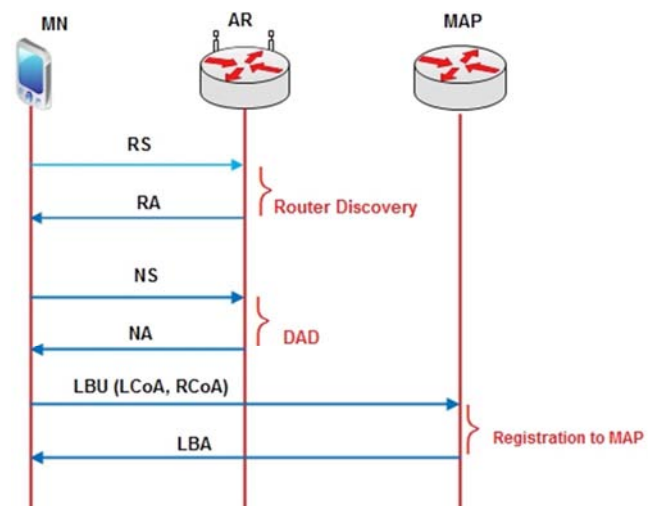 MN
AR
MAP
RS
RA
Router Discovery
NS
NA
DAD
LBU (LCoA, RCoA)
LBA
Registration to MAP